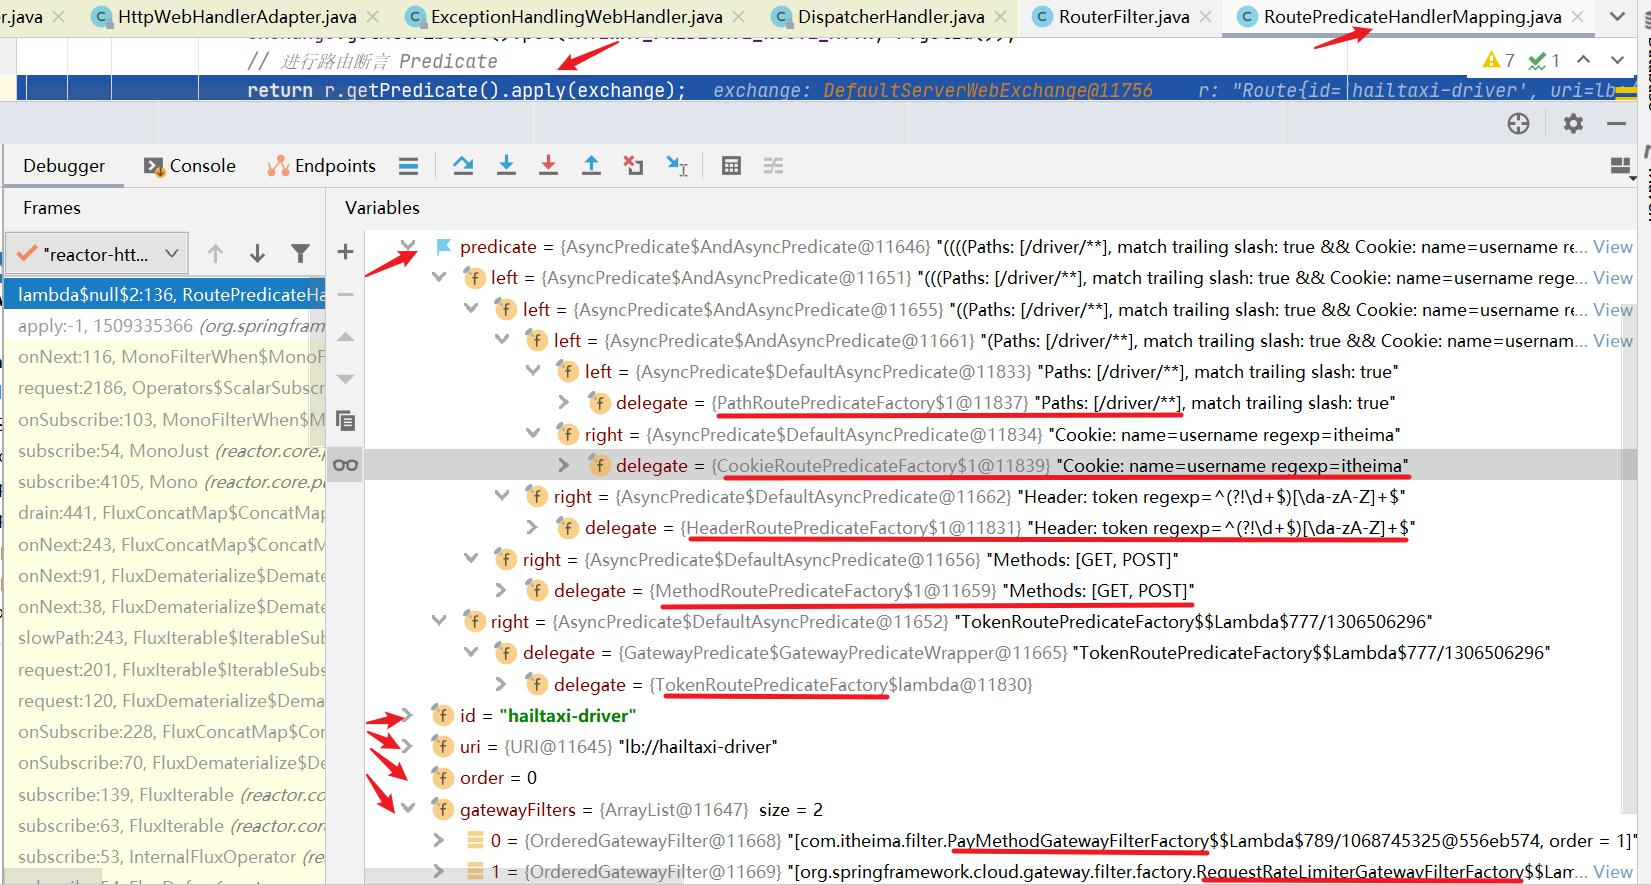 r.java HttpWebHandlerAdapter.java ExceptionHandlingWebHandler.java DispatcherHandler.java RouterFilter.java RoutePredicateHandlerMapping.java
// 进行路由断言 Predicate
7 1
return r.getPredicate().apply(exchange); exchange: DefaultServerWebExchange@11756 r: "Route{id='hailtaxi-driver', uri=lb
Debugger Console Endpoints
Frames
Variables
"reactor-htt...
lambda$null$2:136, RoutePredicateHa
apply:-1, 1509335366 (org.springfram
onNext:116, MonoFilterWhen$MonoF
request:2186, Operators$ScalarSubscr
onSubscribe:103, MonoFilterWhen$M
subscribe:54, MonoJust (reactor.core.p
subscribe:4105, Mono (reactor.core.pu
drain:441, FluxConcatMap$ConcatMap
onNext:243, FluxConcatMap$ConcatM
onNext:91, FluxDematerialize$Demate
onNext:38, FluxDematerialize$Demate
slowPath:243, FluxIterable$IterableSub
request:201, FluxIterable$IterableSubs
request:120, FluxDematerialize$Demat
onSubscribe:228, FluxConcatMap$Con
onSubscribe:70, FluxDematerialize$De
subscribe:139, FluxIterable (reactor.co
subscribe:63, FluxIterable (reactor.cor
subscribe:53, InternalFluxOperator (re
predicate = {AsyncPredicate$AndAsyncPredicate@11646} "((((Paths: [/driver/**], match trailing slash: true && Cookie: name=username re... View
left = {AsyncPredicate$AndAsyncPredicate@11651} "(((Paths: [/driver/**], match trailing slash: true && Cookie: name=username rege... View
left = {AsyncPredicate$AndAsyncPredicate@11655} "((Paths: [/driver/**], match trailing slash: true && Cookie: name=username r... View
left = {AsyncPredicate$AndAsyncPredicate@11661} "(Paths: [/driver/**], match trailing slash: true && Cookie: name=usernam... View
left = {AsyncPredicate$DefaultAsyncPredicate@11833} "Paths: [/driver/**], match trailing slash: true"
delegate = {PathRoutePredicateFactory$1@11837} "Paths: [/driver/**], match trailing slash: true"
right = {AsyncPredicate$DefaultAsyncPredicate@11834} "Cookie: name=username regexp=itheima"
delegate = {CookieRoutePredicateFactory$1@11839} "Cookie: name=username regexp=itheima"
right = {AsyncPredicate$DefaultAsyncPredicate@11662} "Header: token regexp=^(?!\d+$)[\da-zA-Z]+$"
delegate = {HeaderRoutePredicateFactory$1@11831} "Header: token regexp=^(?!\d+$)[\da-zA-Z]+$"
right = {AsyncPredicate$DefaultAsyncPredicate@11656} "Methods: [GET, POST]"
delegate = {MethodRoutePredicateFactory$1@11659} "Methods: [GET, POST]"
right = {AsyncPredicate$DefaultAsyncPredicate@11652} "TokenRoutePredicateFactory$$Lambda$777/1306506296"
delegate = {GatewayPredicate$GatewayPredicateWrapper@11665} "TokenRoutePredicateFactory$$Lambda$777/1306506296"
delegate = {TokenRoutePredicateFactory$lambda@11830}
id = "hailtaxi-driver"
uri = {URI@11645} "lb://hailtaxi-driver"
order = 0
gatewayFilters = {ArrayList@11647} size = 2
0 = {OrderedGatewayFilter@11668} "[com.itheima.filter.PayMethodGatewayFilterFactory$$Lambda$789/1068745325@556eb574, order = 1]"
1 = {OrderedGatewayFilter@11669} "[org.springframework.cloud.gateway.filter.factory.RequestRateLimiterGatewayFilterFactory$$Lam... View